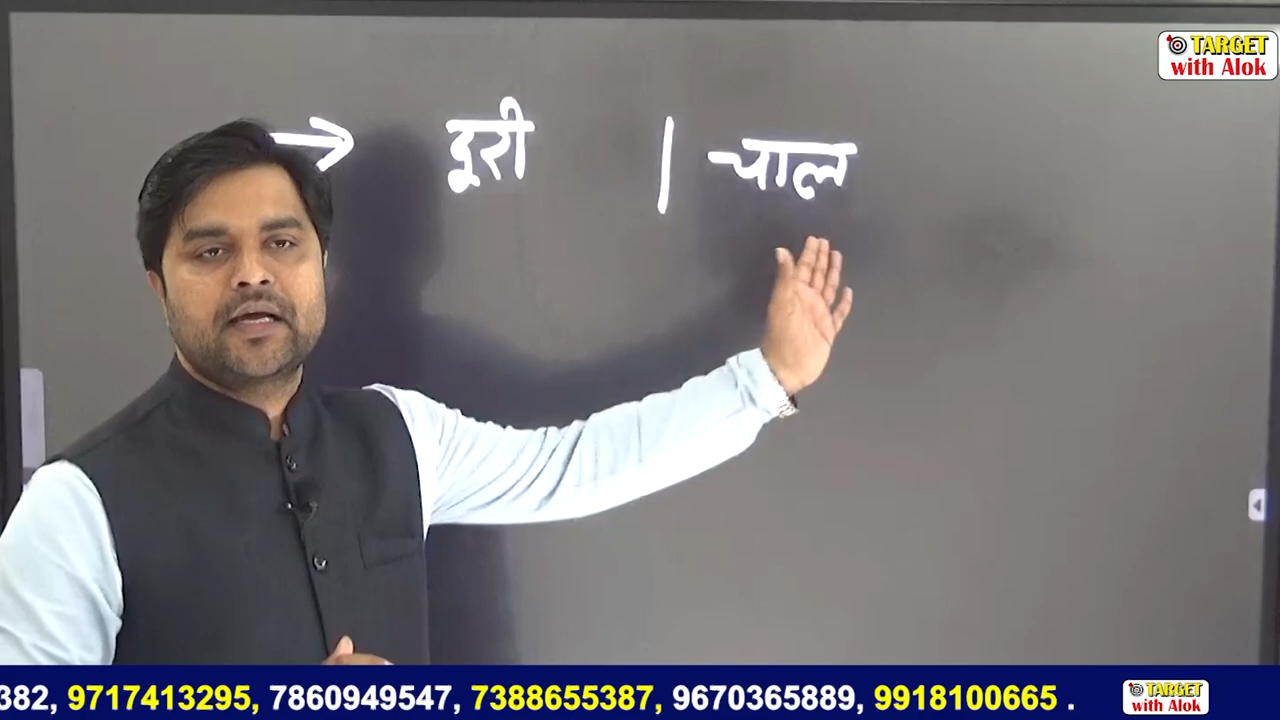 TARGET
with Alok
→ दूरी | चाल
382, 9717413295, 7860949547, 7388655387, 9670365889, 9918100665 .
TARGET
with Alok